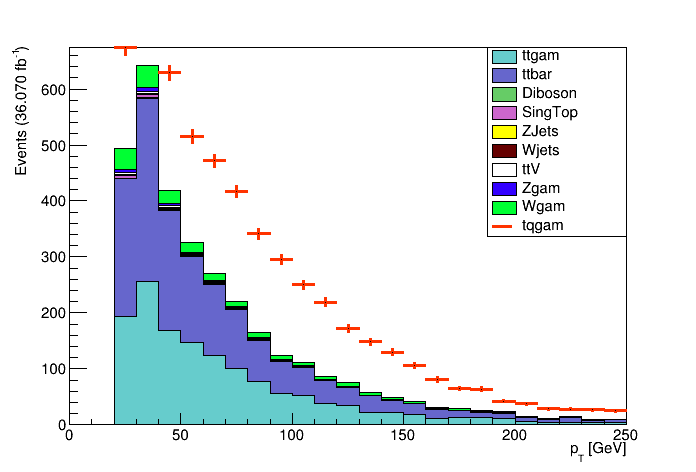 Events (36.070 fb⁻¹)
600
500
400
300
200
100
0
0 50 100 150 200 250
p_T [GeV]
ttgam
ttbar
Diboson
SingTop
ZJets
Wjets
ttV
Zgam
Wgam
tqgam